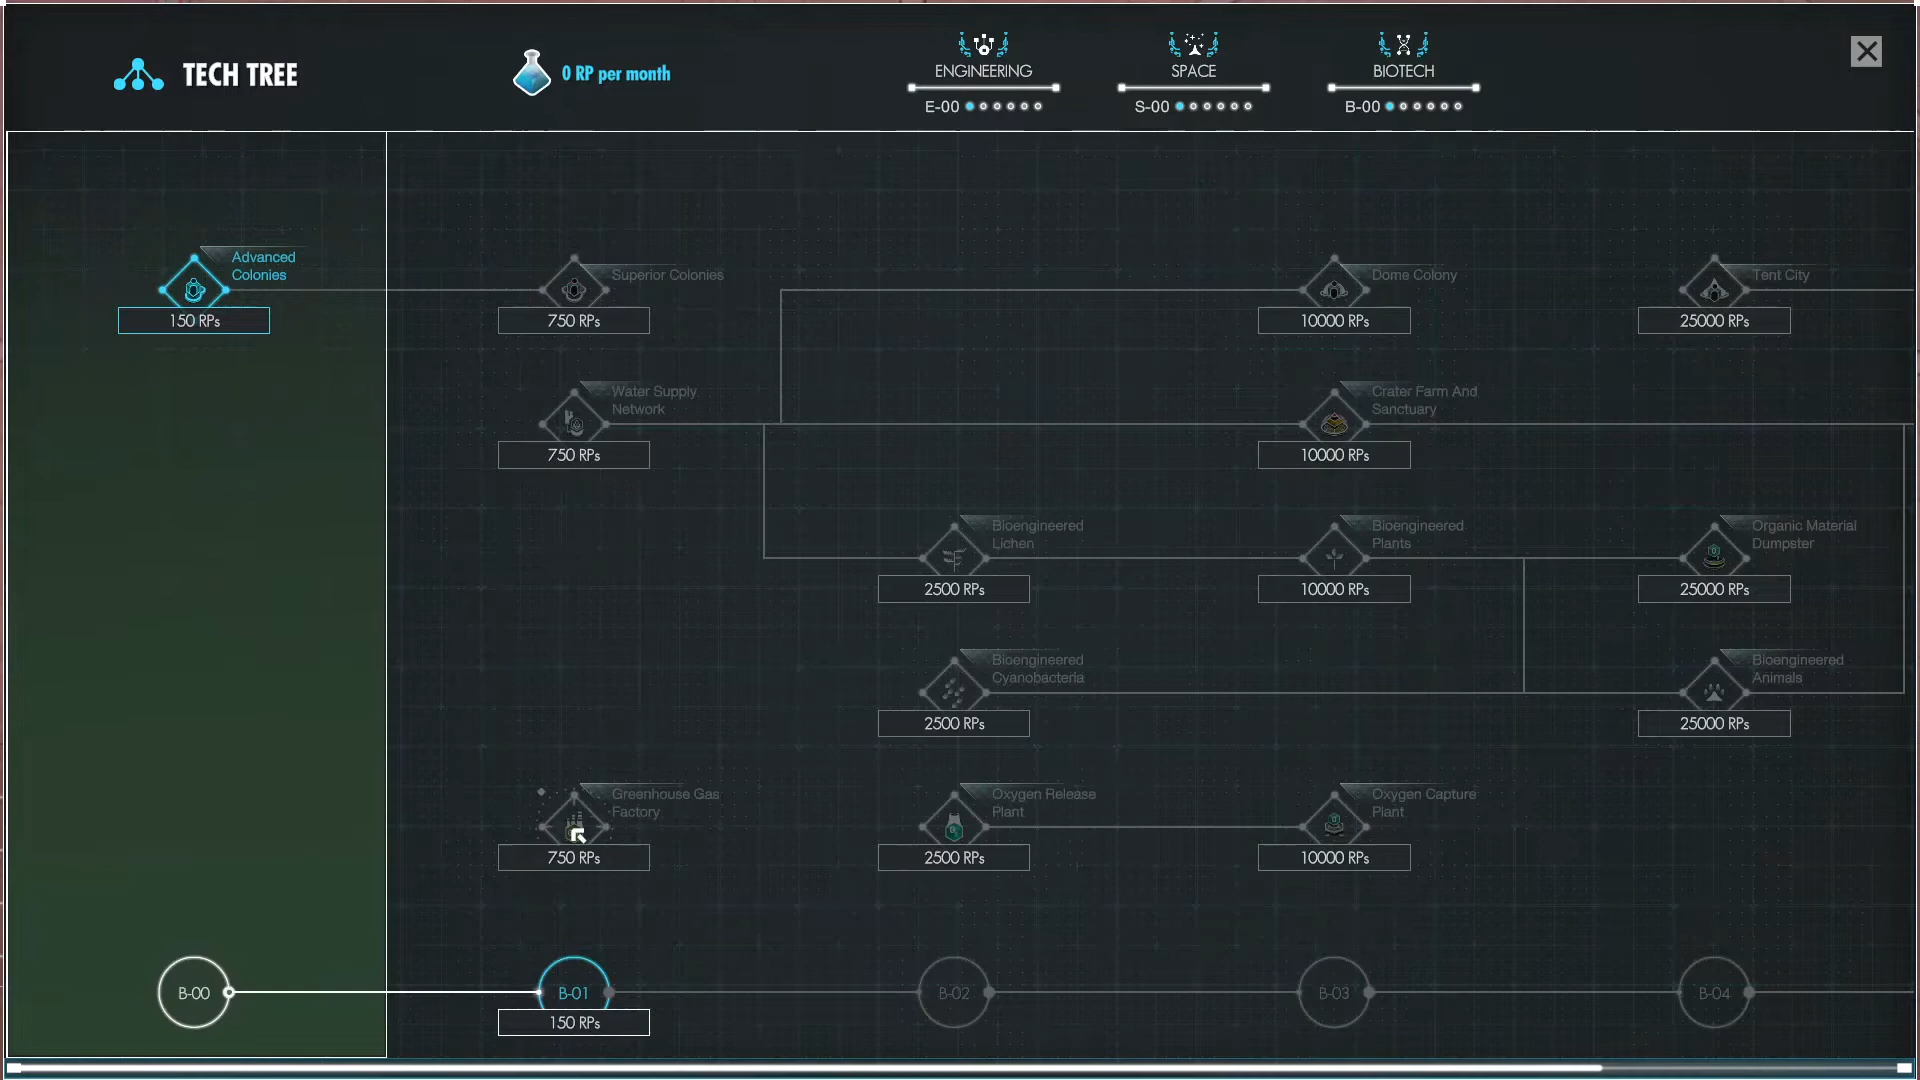 TECH TREE
0 RP per month
ENGINEERING
E-00
SPACE
S-00
BIOTECH
B-00
Advanced
Colonies
150 RPs
Superior Colonies
750 RPs
Dome Colony
10000 RPs
Tent City
25000 RPs
Water Supply
Network
750 RPs
Crater Farm And
Sanctuary
10000 RPs
Bioengineered
Lichen
2500 RPs
Bioengineered
Plants
10000 RPs
Organic Material
Dumpster
25000 RPs
Bioengineered
Cyanobacteria
2500 RPs
Bioengineered
Animals
25000 RPs
Greenhouse Gas
Factory
750 RPs
Oxygen Release
Plant
2500 RPs
Oxygen Capture
Plant
10000 RPs
B-00
B-01
150 RPs
B-02
B-03
B-04